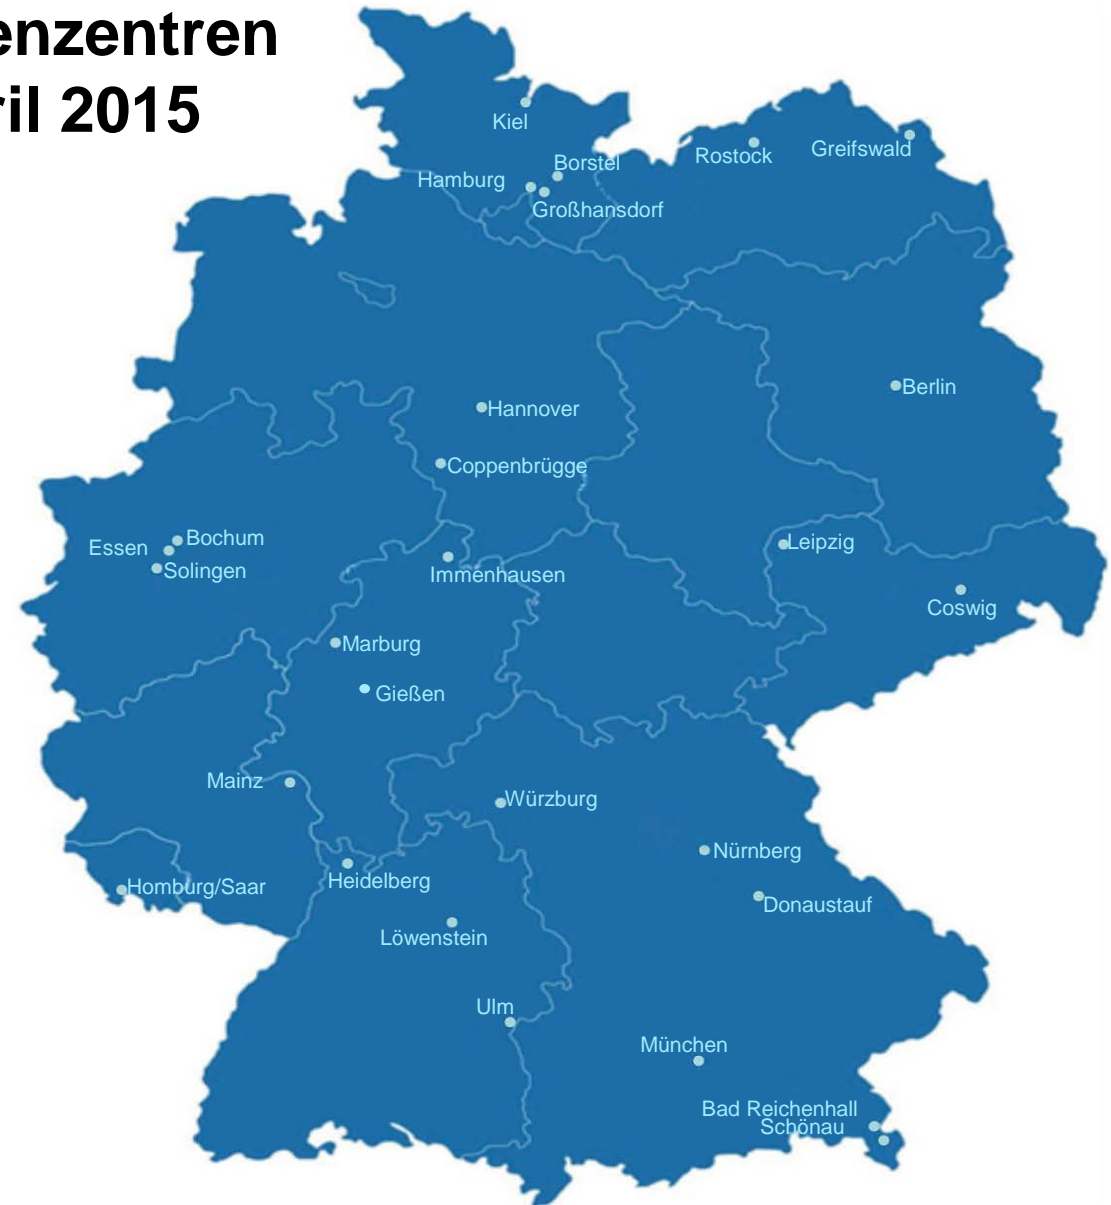 enzentren
ril 2015
Kiel
Rostock
Greifswald
Borstel
Hamburg
Großhansdorf
Berlin
Hannover
Coppenbrügge
Bochum
Essen
Solingen
Leipzig
Immenhausen
Coswig
Marburg
Gießen
Mainz
Würzburg
Nürnberg
Heidelberg
Homburg/Saar
Donaustauf
Löwenstein
Ulm
München
Bad Reichenhall
Schönau